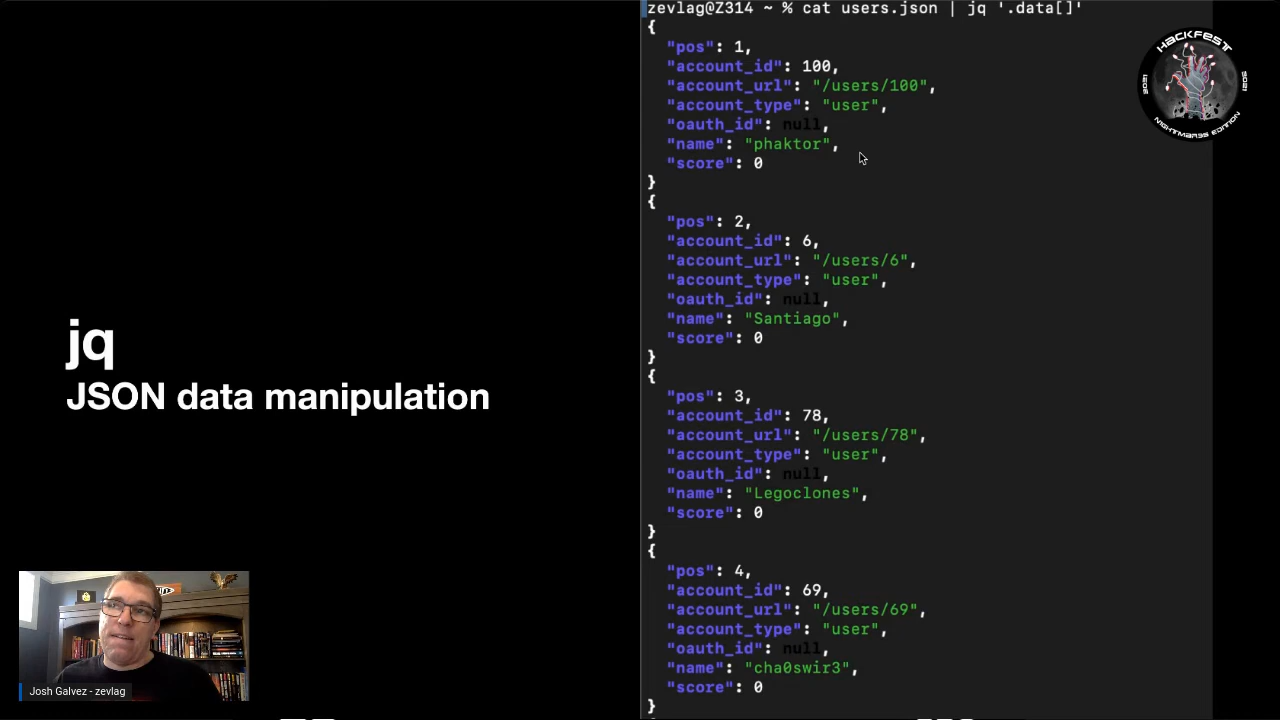 jq
JSON data manipulation
Josh Galvez - zevlag
zevlag@Z314 ~ % cat users.json | jq '.data[]'
{
"pos": 1,
"account_id": 100,
"account_url": "/users/100",
"account_type": "user",
"oauth_id": null,
"name": "phaktor",
"score": 0
}
{
"pos": 2,
"account_id": 6,
"account_url": "/users/6",
"account_type": "user",
"oauth_id": null,
"name": "Santiago",
"score": 0
}
{
"pos": 3,
"account_id": 78,
"account_url": "/users/78",
"account_type": "user",
"oauth_id": null,
"name": "Legoclones",
"score": 0
}
{
"pos": 4,
"account_id": 69,
"account_url": "/users/69",
"account_type": "user",
"oauth_id": null,
"name": "cha0swir3",
"score": 0
}
HACKFEST